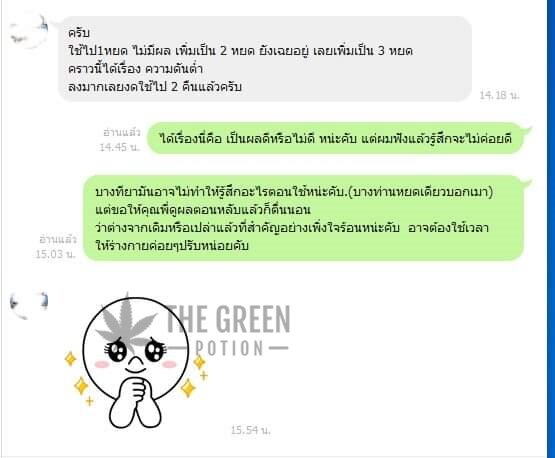 ครับ
ใช้ไป1หยด ไม่มีผล เพิ่มเป็น 2 หยด ยังเฉยอยู่ เลยเพิ่มเป็น 3 หยด
คราวนี้ได้เรื่อง ความดันต่ำ
ลงมากเลยงดใช้ไป 2 คืนแล้วครับ
14.18 น.
อ่านแล้ว
14.45 น.
ได้เรื่องนี่คือ เป็นผลดีหรือไม่ดี หน่ะคับ แต่ผมฟังแล้วรู้สึกจะไม่ค่อยดี
บางทียามันอาจไม่ทำให้รู้สึกอะไรตอนใช้หน่ะคับ.(บางท่านหยดเดียวบอกเมา)
แต่ขอให้คุณพี่ดูผลตอนหลับแล้วก็ตื่นนอน
ว่าต่างจากเดิมหรือเปล่าแล้วที่สำคัญอย่างเพิ่งใจร้อนหน่ะคับ อาจต้องใช้เวลา
ให้ร่างกายค่อยๆปรับหน่อยคับ
อ่านแล้ว
15.03 น.
THE GREEN
POTION
15.54 น.